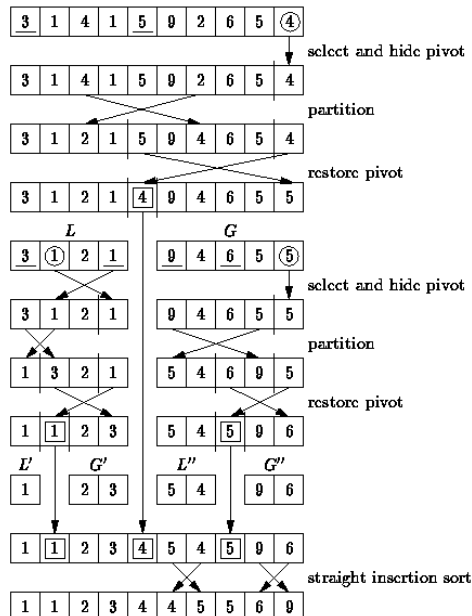 3 1 4 1 5 9 2 6 5 4
select and hide pivot
3 1 4 1 5 9 2 6 5 4
partition
3 1 2 1 5 9 4 6 5 4
restore pivot
3 1 2 1 4 9 4 6 5 5
L G
3 1 2 1 9 4 6 5 5
select and hide pivot
3 1 2 1 9 4 6 5 5
partition
1 3 2 1 5 4 6 9 5
restore pivot
1 1 2 3 5 4 5 9 6
L′ G′ L″ G″
1 2 3 5 4 9 6
1 1 2 3 4 5 4 5 9 6
straight insertion sort
1 1 2 3 4 4 5 5 6 9